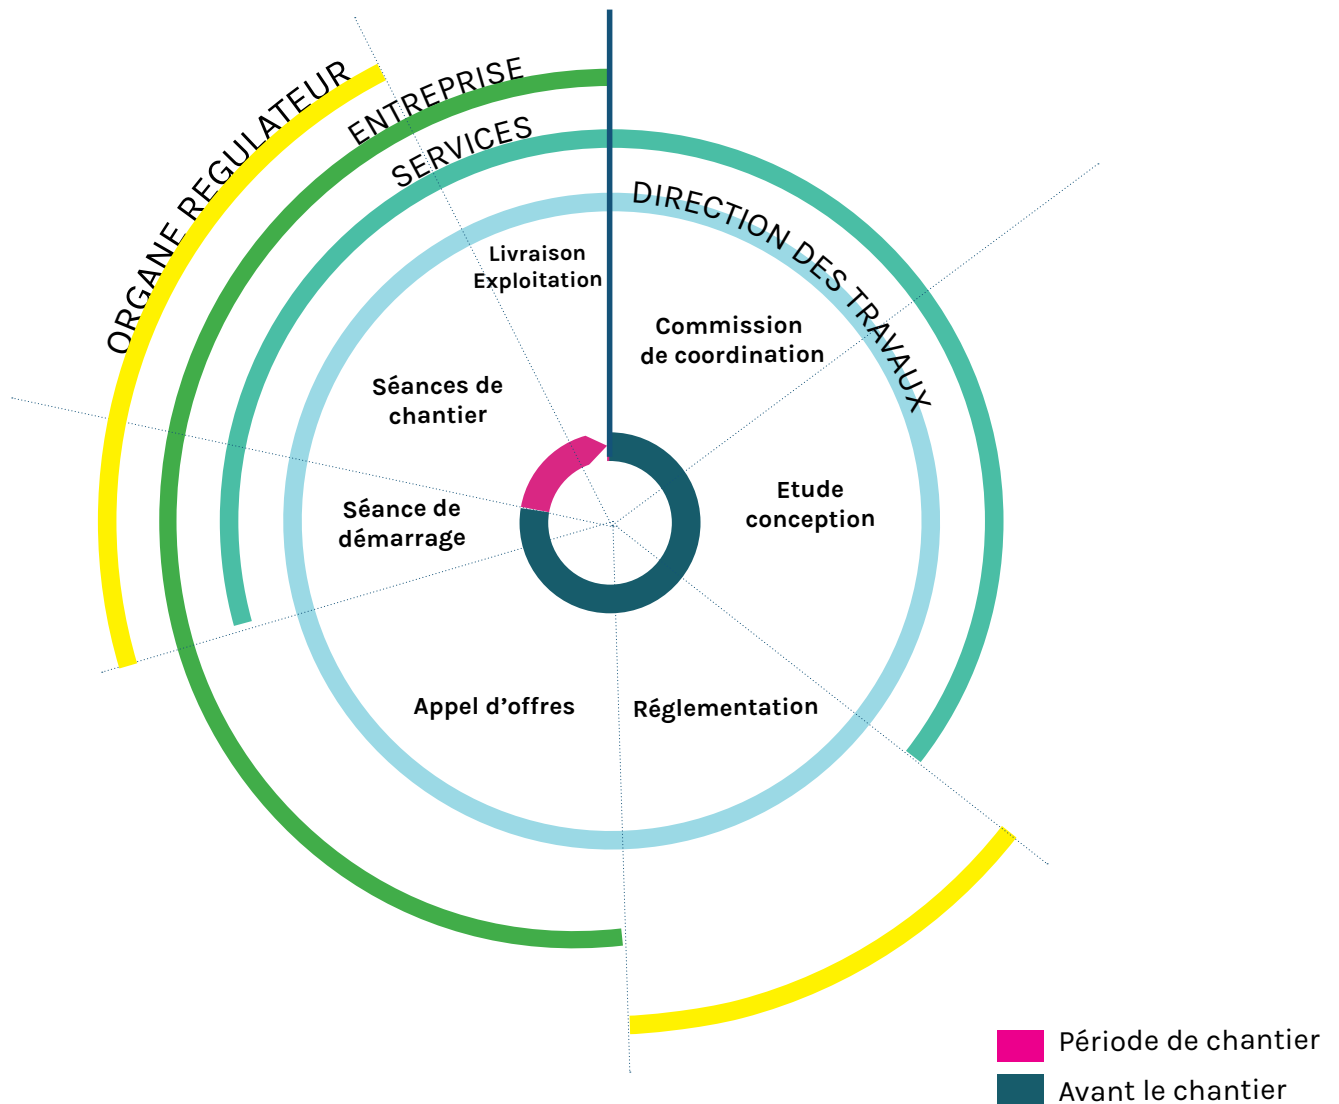 ORGANE REGULATEUR
ENTREPRISE
SERVICES
DIRECTION DES TRAVAUX
Livraison
Exploitation
Commission
de coordination
Séances de
chantier
Etude
conception
Séance de
démarrage
Appel d’offres
Réglementation
Période de chantier
Avant le chantier